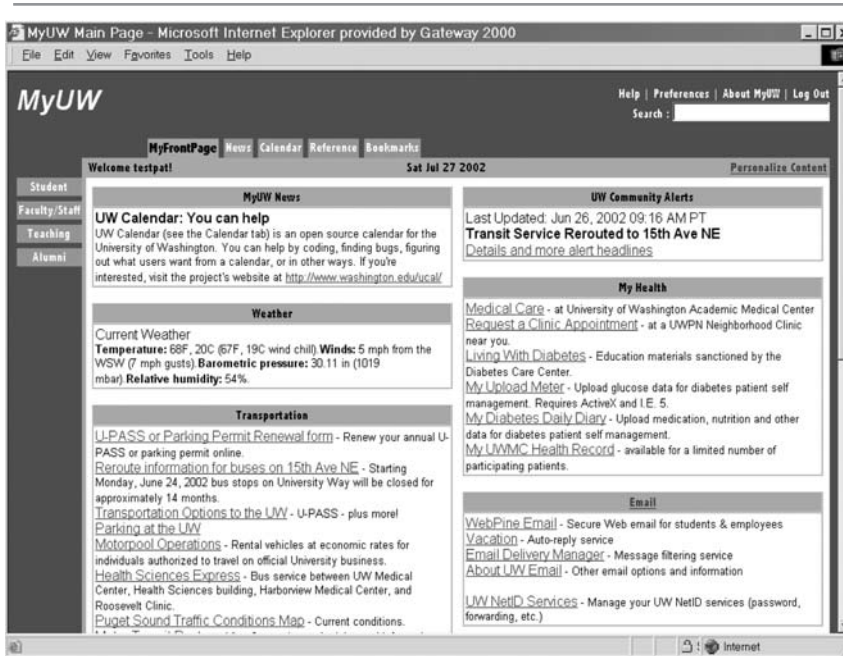 MyUW Main Page - Microsoft Internet Explorer provided by Gateway 2000
File Edit View Favorites Tools Help
MyUW
Help | Preferences | About MyUW | Log Out
Search :
MyFrontPage News Calendar Reference Bookmarks
Welcome testpat! Sat Jul 27 2002 Personalize Content
Student
Faculty/Staff
Teaching
Alumni
MyUW News
UW Calendar: You can help
UW Calendar (see the Calendar tab) is an open source calendar for the
University of Washington. You can help by coding, finding bugs, figuring
out what users want from a calendar, or in other ways. If you're
interested, visit the project's website at http://www.washington.edu/ucal/
Weather
Current Weather
Temperature: 68F, 20C (67F, 19C wind chill).Winds: 5 mph from the
WSW (7 mph gusts).Barometric pressure: 30.11 in (1019
mbar).Relative humidity: 54%.
Transportation
U-PASS or Parking Permit Renewal form - Renew your annual U-
PASS or parking permit online.
Reroute information for buses on 15th Ave NE - Starting
Monday, June 24, 2002 bus stops on University Way will be closed for
approximately 14 months.
Transportation Options to the UW - U-PASS - plus more!
Parking at the UW
Motorpool Operations - Rental vehicles at economic rates for
individuals authorized to travel on official University business.
Health Sciences Express - Bus service between UW Medical
Center, Health Sciences building, Harborview Medical Center, and
Roosevelt Clinic.
Puget Sound Traffic Conditions Map - Current conditions.
UW Community Alerts
Last Updated: Jun 26, 2002 09:16 AM PT
Transit Service Rerouted to 15th Ave NE
Details and more alert headlines
My Health
Medical Care - at University of Washington Academic Medical Center
Request a Clinic Appointment - at a UWPN Neighborhood Clinic
near you.
Living With Diabetes - Education materials sanctioned by the
Diabetes Care Center.
My Upload Meter - Upload glucose data for diabetes patient self
management. Requires ActiveX and I.E. 5.
My Diabetes Daily Diary - Upload medication, nutrition and other
data for diabetes patient self management.
My UWMC Health Record - available for a limited number of
participating patients.
Email
WebPine Email - Secure Web email for students & employees
Vacation - Auto-reply service
Email Delivery Manager - Message filtering service
About UW Email - Other email options and information
UW NetID Services - Manage your UW NetID services (password,
forwarding, etc.)
Internet